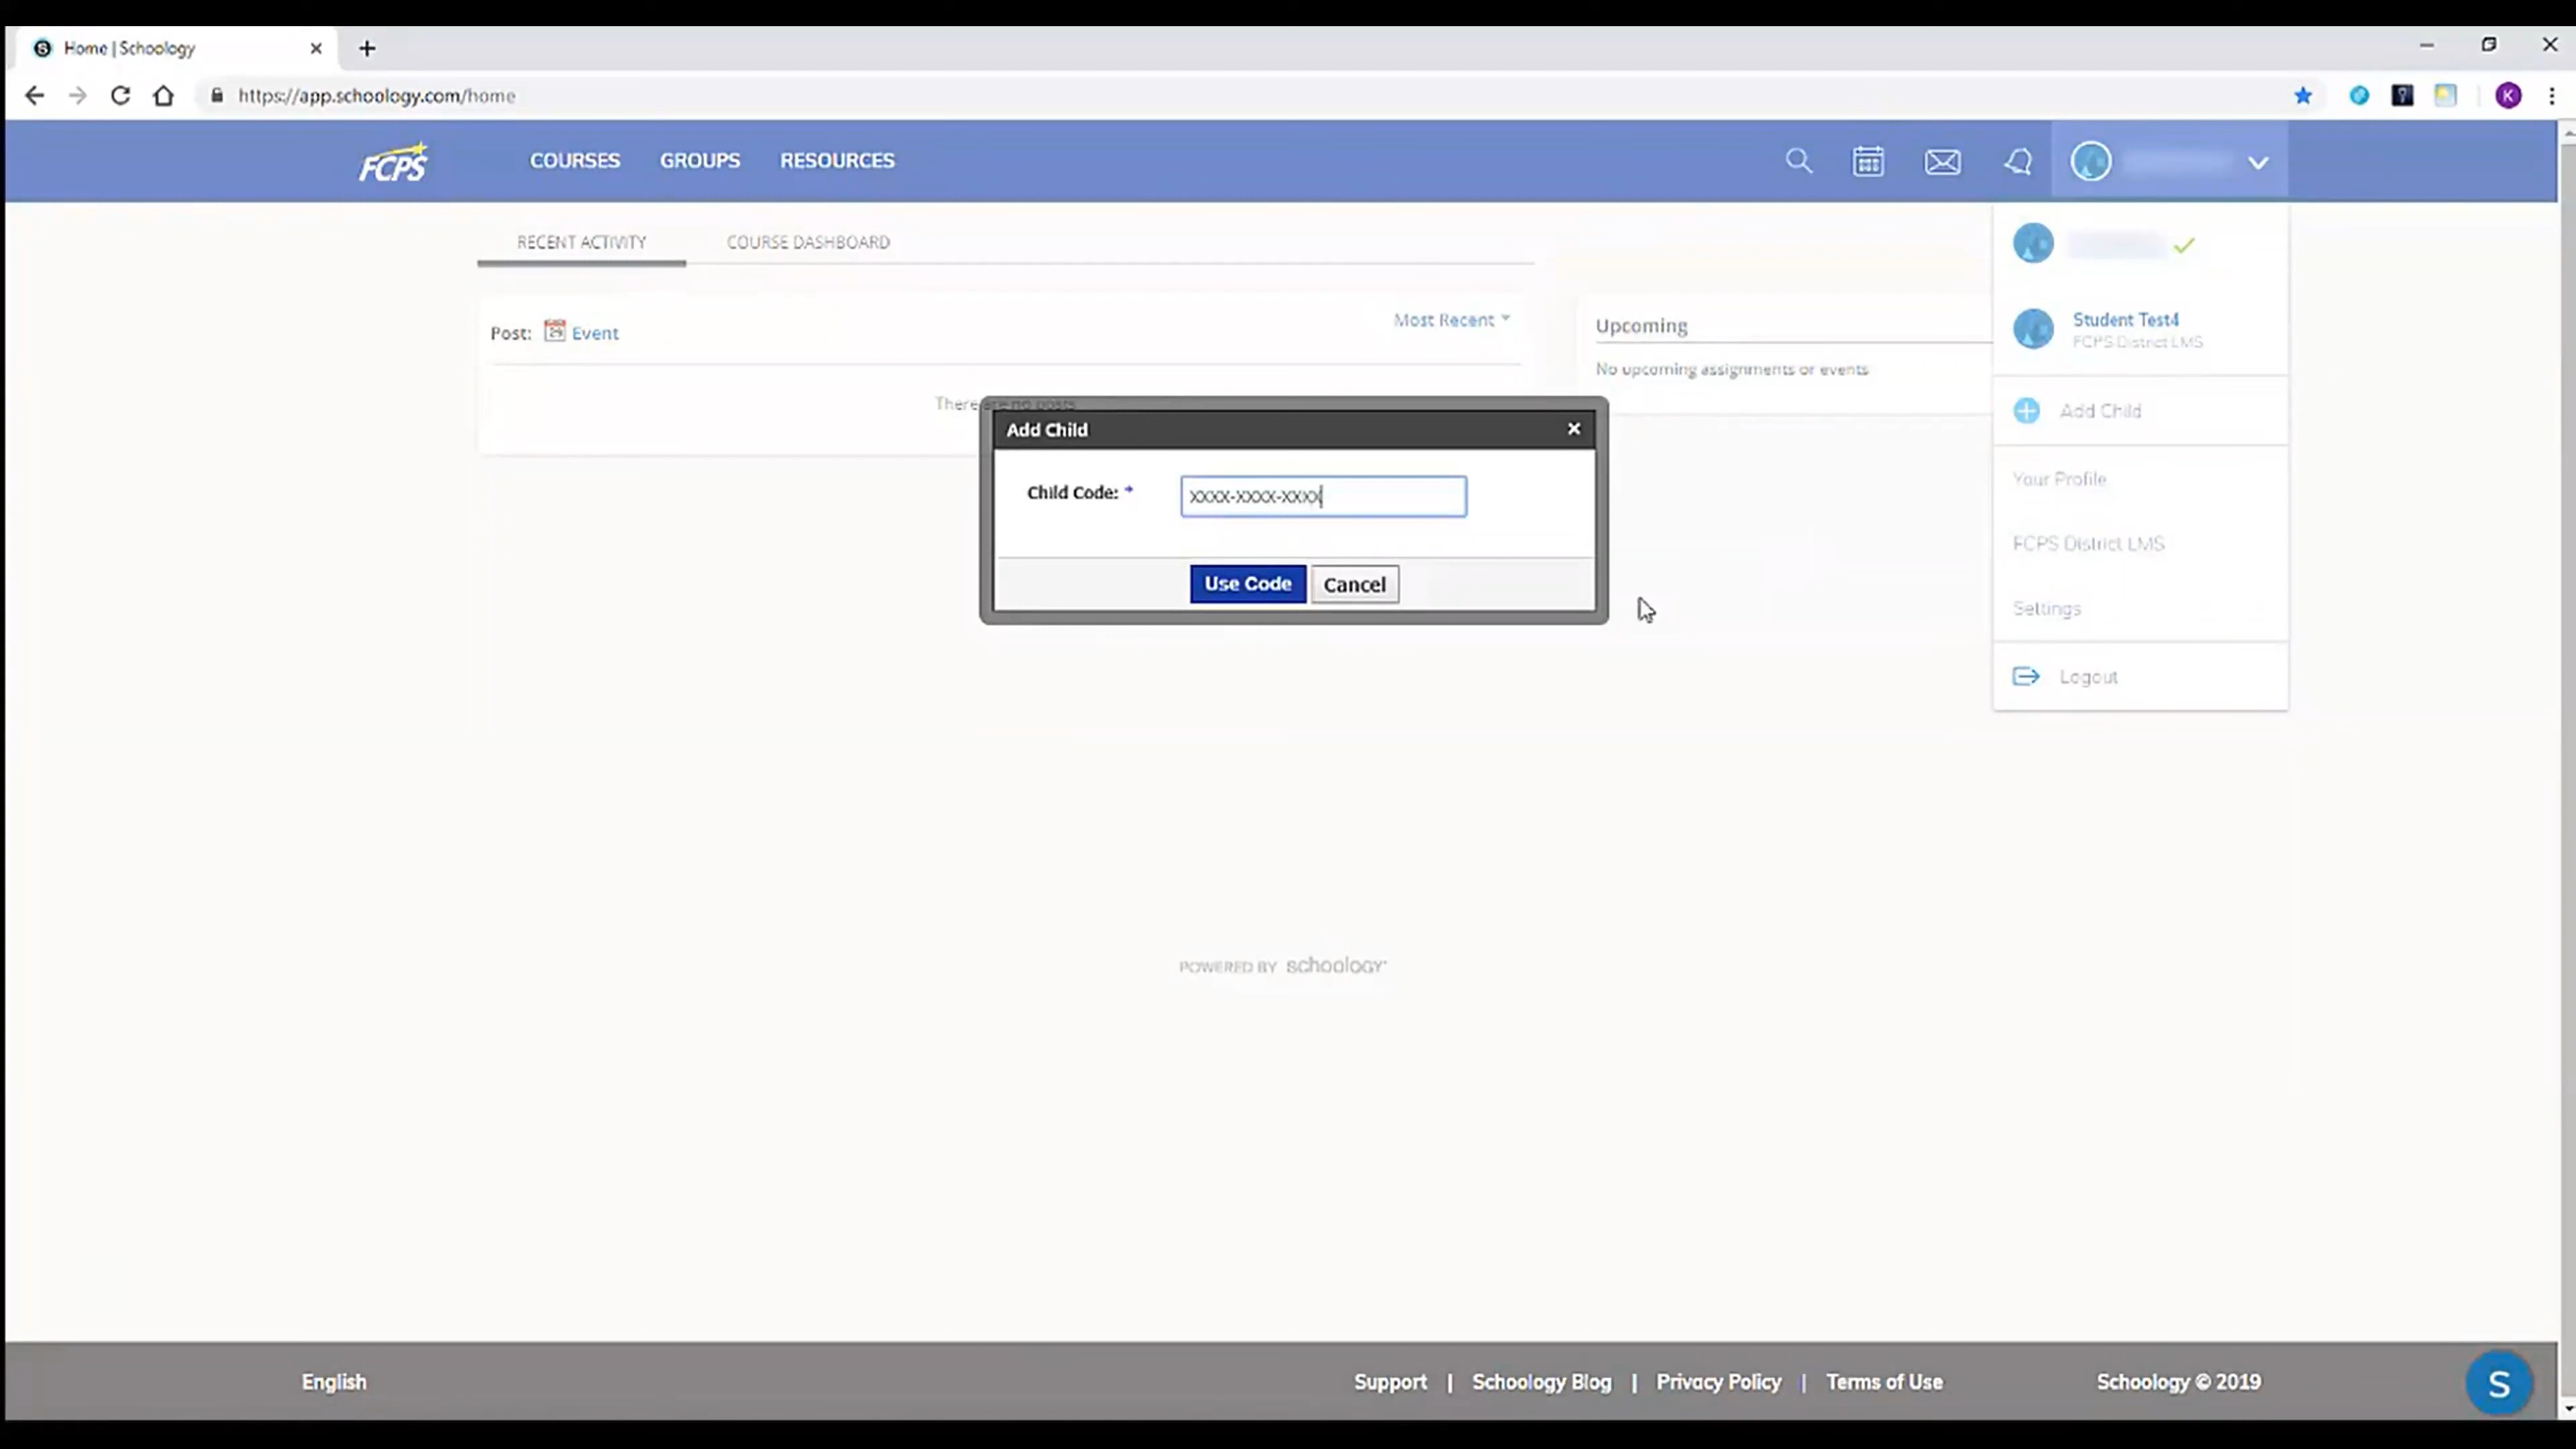 Home | Schoology
https://app.schoology.com/home
K
FCPS
COURSES GROUPS RESOURCES
RECENT ACTIVITY COURSE DASHBOARD
Post: Event
Most Recent
There are no posts
Upcoming
No upcoming assignments or events
Student Test4
FCPS District LMS
Add Child
Your Profile
FCPS District LMS
Settings
Logout
Add Child
Child Code: *
xxxx-xxxx-xxxx
Use Code Cancel
POWERED BY schoology
English
Support | Schoology Blog | Privacy Policy | Terms of Use
Schoology © 2019
S